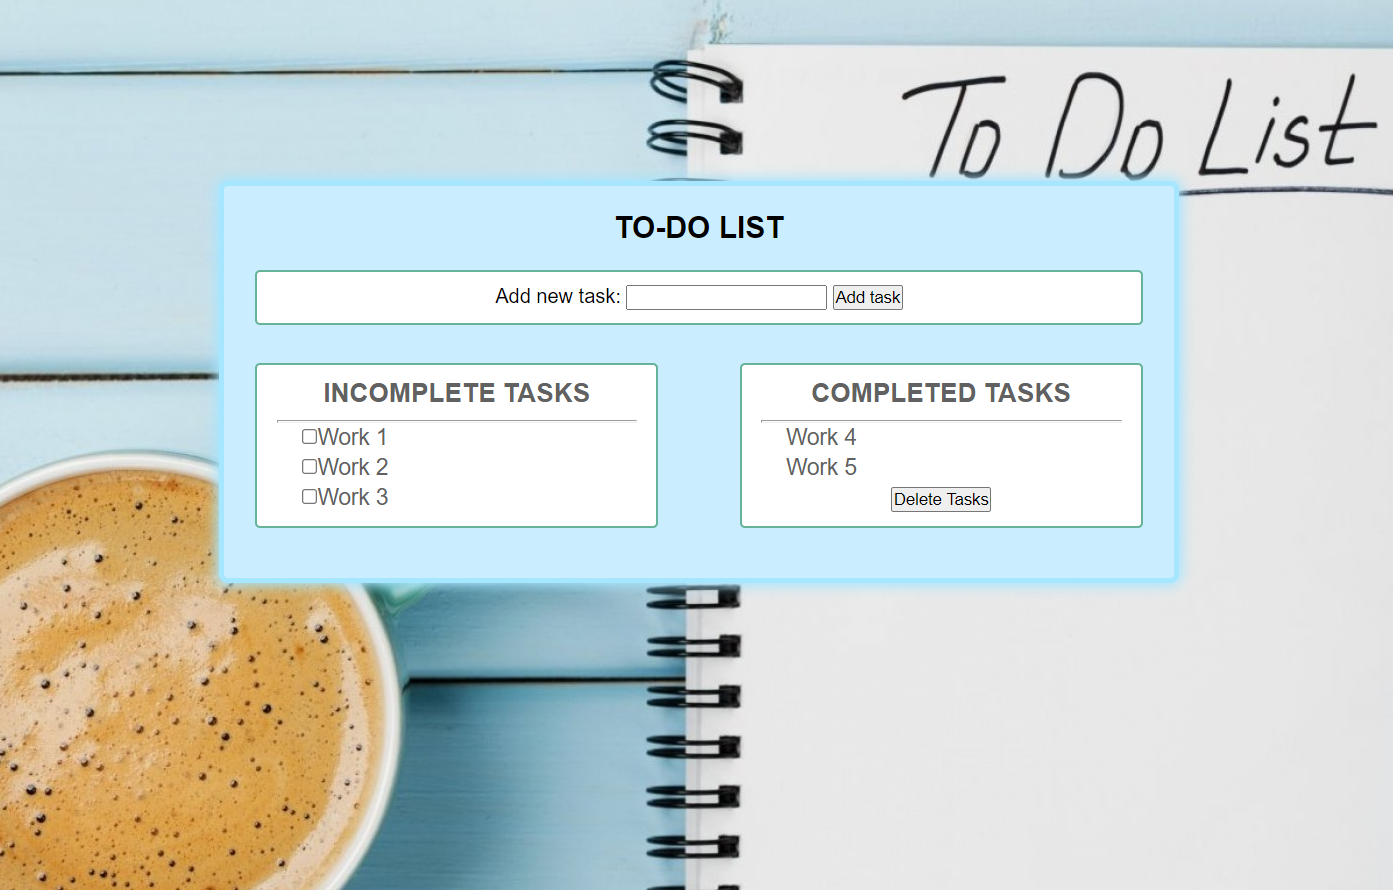 To Do List
TO-DO LIST
Add new task: Add task
INCOMPLETE TASKS
Work 1
Work 2
Work 3
COMPLETED TASKS
Work 4
Work 5
Delete Tasks